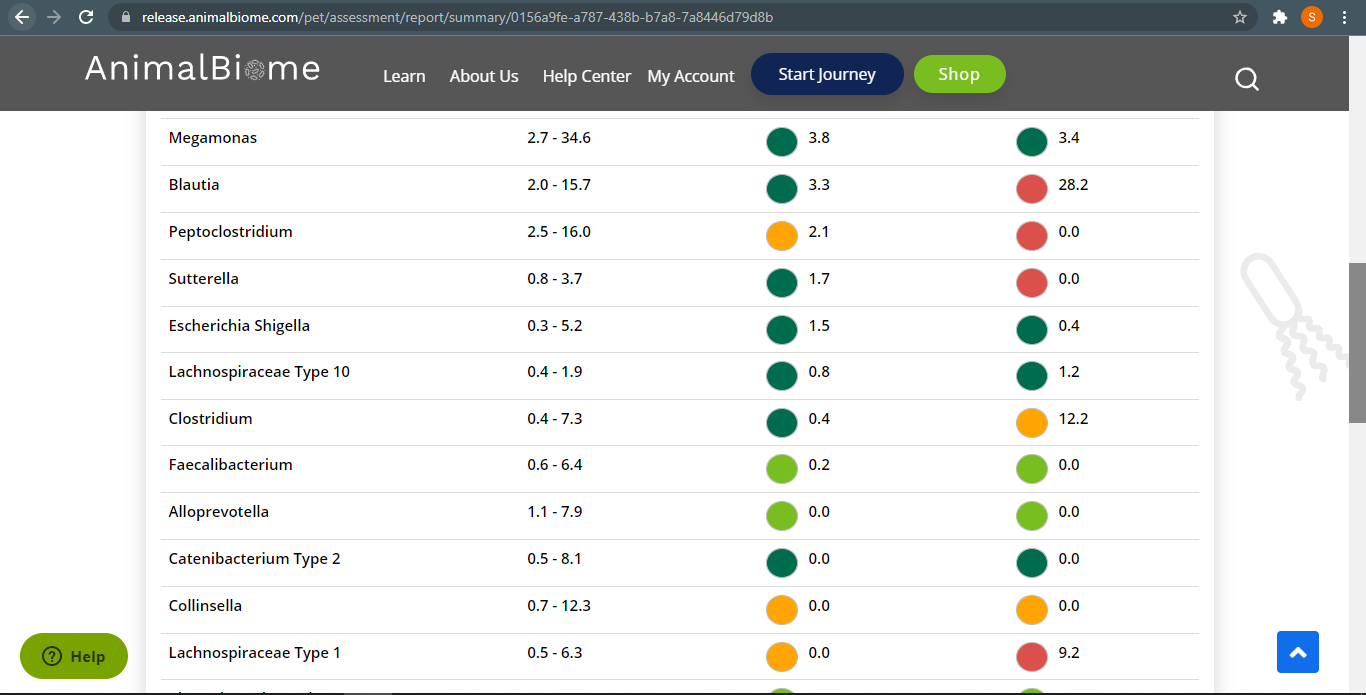 release.animalbiome.com/pet/assessment/report/summary/0156a9fe-a787-438b-b7a8-7a8446d79d8b
S
AnimalBiome
Learn About Us Help Center My Account Start Journey Shop
Megamonas 2.7 - 34.6 3.8 3.4
Blautia 2.0 - 15.7 3.3 28.2
Peptoclostridium 2.5 - 16.0 2.1 0.0
Sutterella 0.8 - 3.7 1.7 0.0
Escherichia Shigella 0.3 - 5.2 1.5 0.4
Lachnospiraceae Type 10 0.4 - 1.9 0.8 1.2
Clostridium 0.4 - 7.3 0.4 12.2
Faecalibacterium 0.6 - 6.4 0.2 0.0
Alloprevotella 1.1 - 7.9 0.0 0.0
Catenibacterium Type 2 0.5 - 8.1 0.0 0.0
Collinsella 0.7 - 12.3 0.0 0.0
Lachnospiraceae Type 1 0.5 - 6.3 0.0 9.2
Help